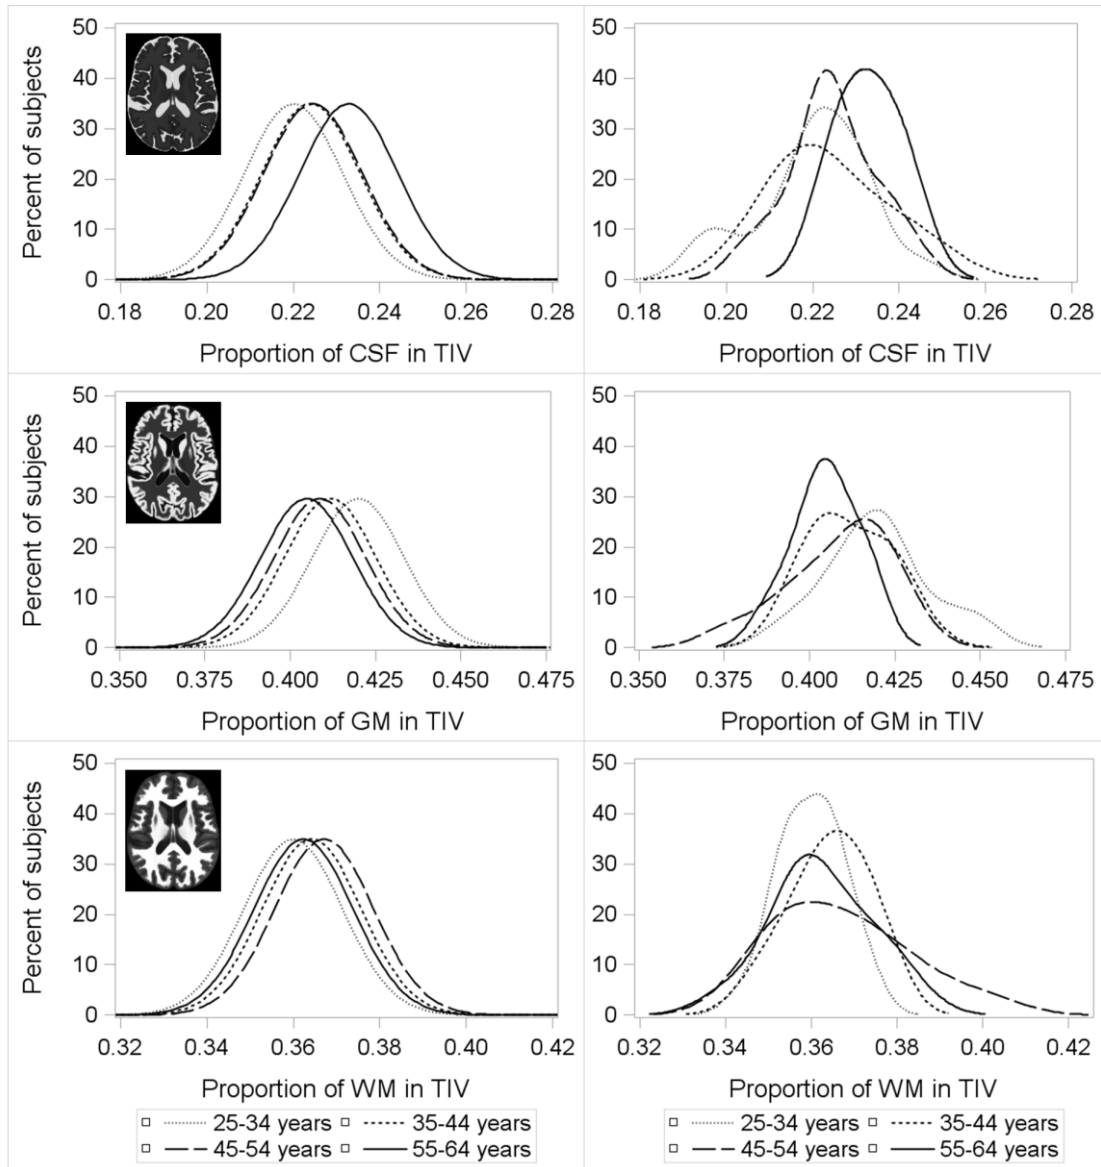 Percent of subjects
50
40
30
20
10
0
0.18 0.20 0.22 0.24 0.26 0.28
Proportion of CSF in TIV
0.18 0.20 0.22 0.24 0.26 0.28
Proportion of CSF in TIV
Percent of subjects
50
40
30
20
10
0
0.350 0.375 0.400 0.425 0.450 0.475
Proportion of GM in TIV
0.350 0.375 0.400 0.425 0.450 0.475
Proportion of GM in TIV
Percent of subjects
50
40
30
20
10
0
0.32 0.34 0.36 0.38 0.40 0.42
Proportion of WM in TIV
50
40
30
20
10
0
50
40
30
20
10
0
50
40
30
20
10
0
0.32 0.34 0.36 0.38 0.40 0.42
Proportion of WM in TIV
25-34 years 35-44 years
45-54 years 55-64 years
25-34 years 35-44 years
45-54 years 55-64 years